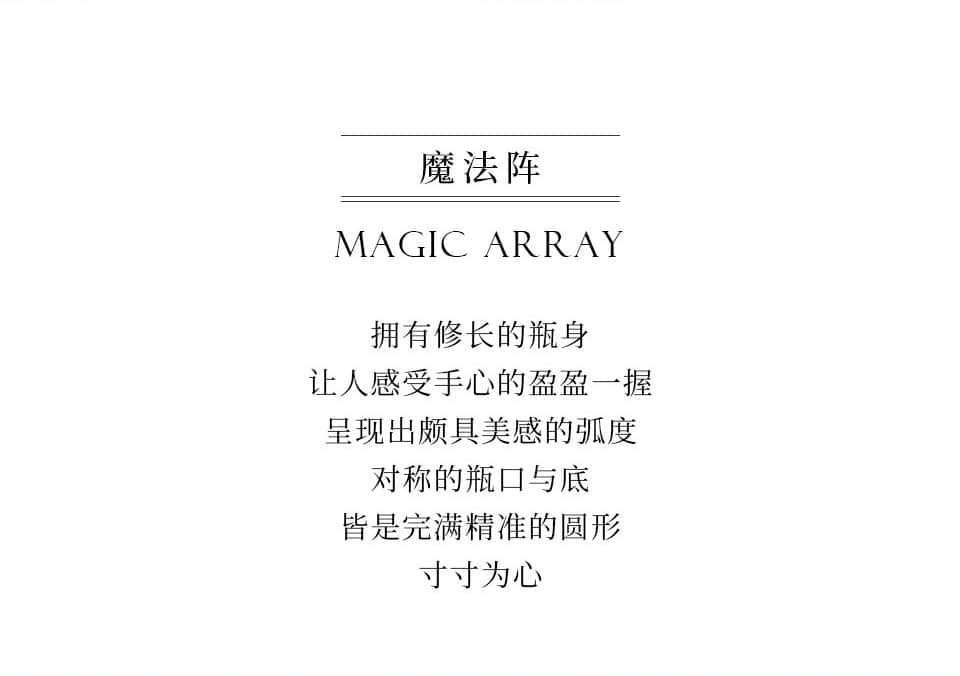 魔法阵
MAGIC ARRAY
拥有修长的瓶身
让人感受手心的盈盈一握
呈现出颇具美感的弧度
对称的瓶口与底
皆是完满精准的圆形
寸寸为心